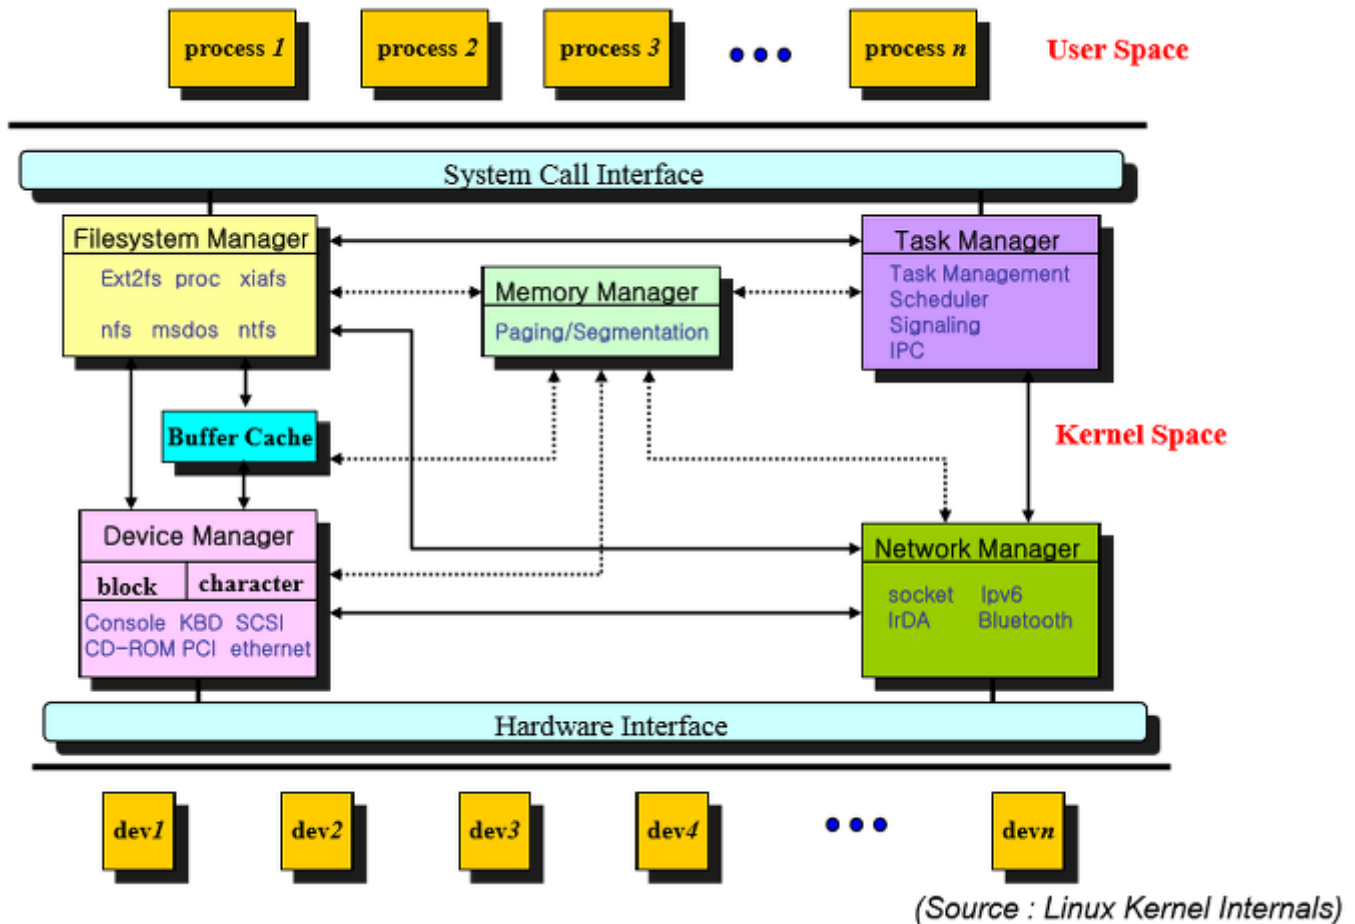 process 1
process 2
process 3
process n
User Space
System Call Interface
Filesystem Manager
Ext2fs proc xiafs
nfs msdos ntfs
Memory Manager
Paging/Segmentation
Task Manager
Task Management
Scheduler
Signaling
IPC
Buffer Cache
Kernel Space
Device Manager
block
character
Console KBD SCSI
CD-ROM PCI ethernet
Network Manager
socket Ipv6
IrDA Bluetooth
Hardware Interface
dev1
dev2
dev3
dev4
devn
(Source : Linux Kernel Internals)